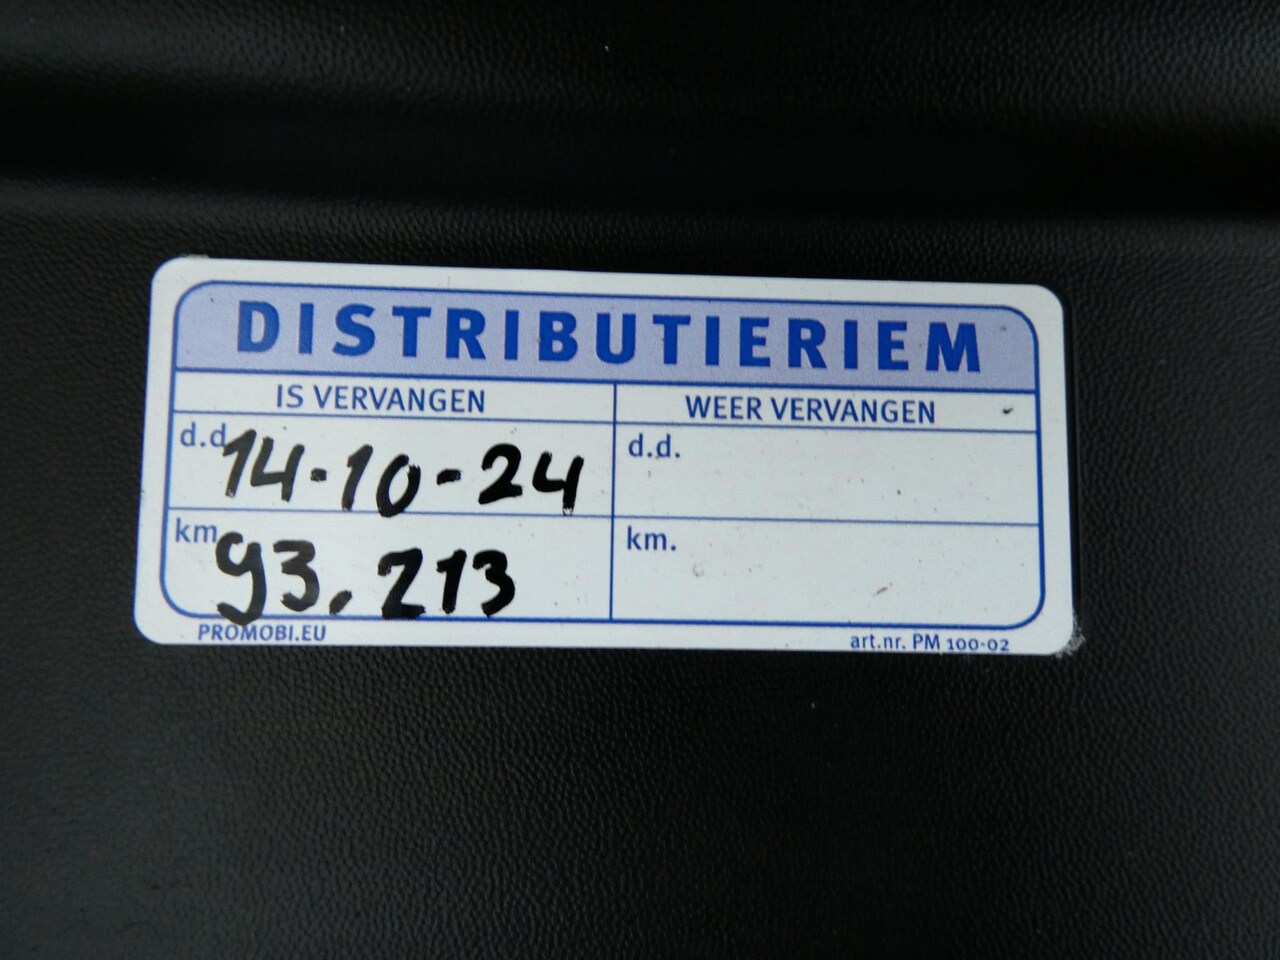 DISTRIBUTIERIEM
IS VERVANGEN
WEER VERVANGEN
d.d. 14-10-24
d.d.
km. 93.213
km.
PROMOBI.EU
art.nr. PM 100-02